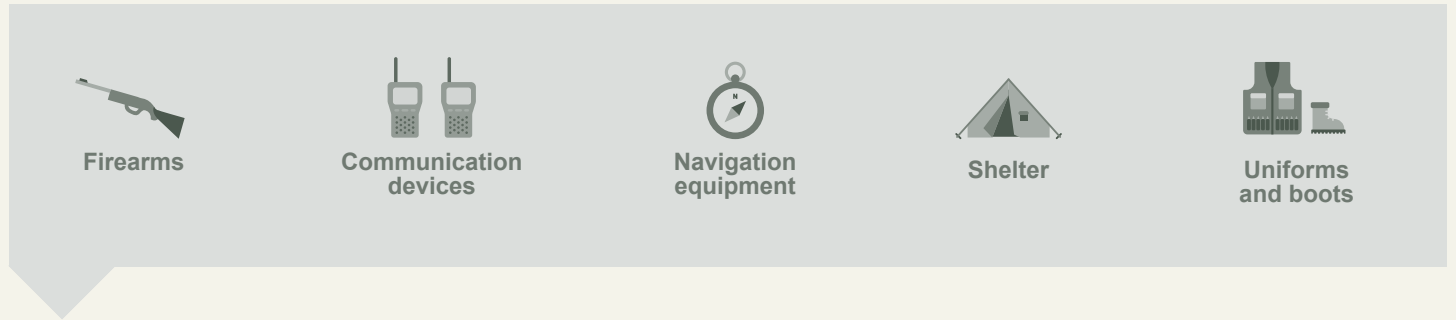 N
Firearms
Communication
devices
Navigation
equipment
Shelter
Uniforms
and boots